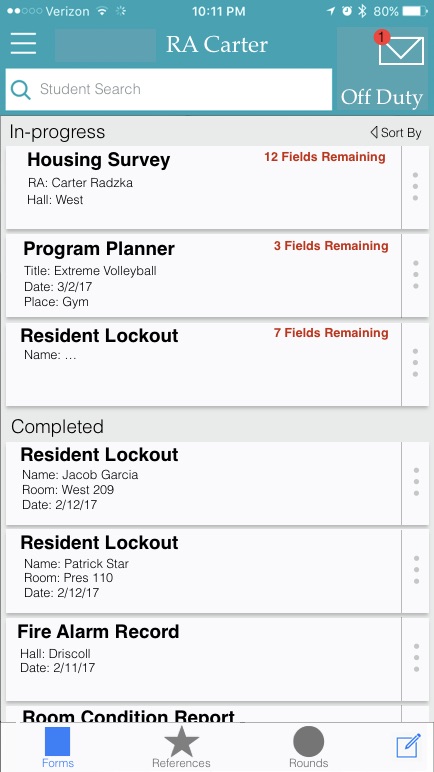 Verizon 10:11 PM 80%
RA Carter
1
Student Search
Off Duty
In-progress Sort By
Housing Survey 12 Fields Remaining
RA: Carter Radzka
Hall: West
Program Planner 3 Fields Remaining
Title: Extreme Volleyball
Date: 3/2/17
Place: Gym
Resident Lockout 7 Fields Remaining
Name: ...
Completed
Resident Lockout
Name: Jacob Garcia
Room: West 209
Date: 2/12/17
Resident Lockout
Name: Patrick Star
Room: Pres 110
Date: 2/12/17
Fire Alarm Record
Hall: Driscoll
Date: 2/11/17
Room Condition Report
Forms References Rounds